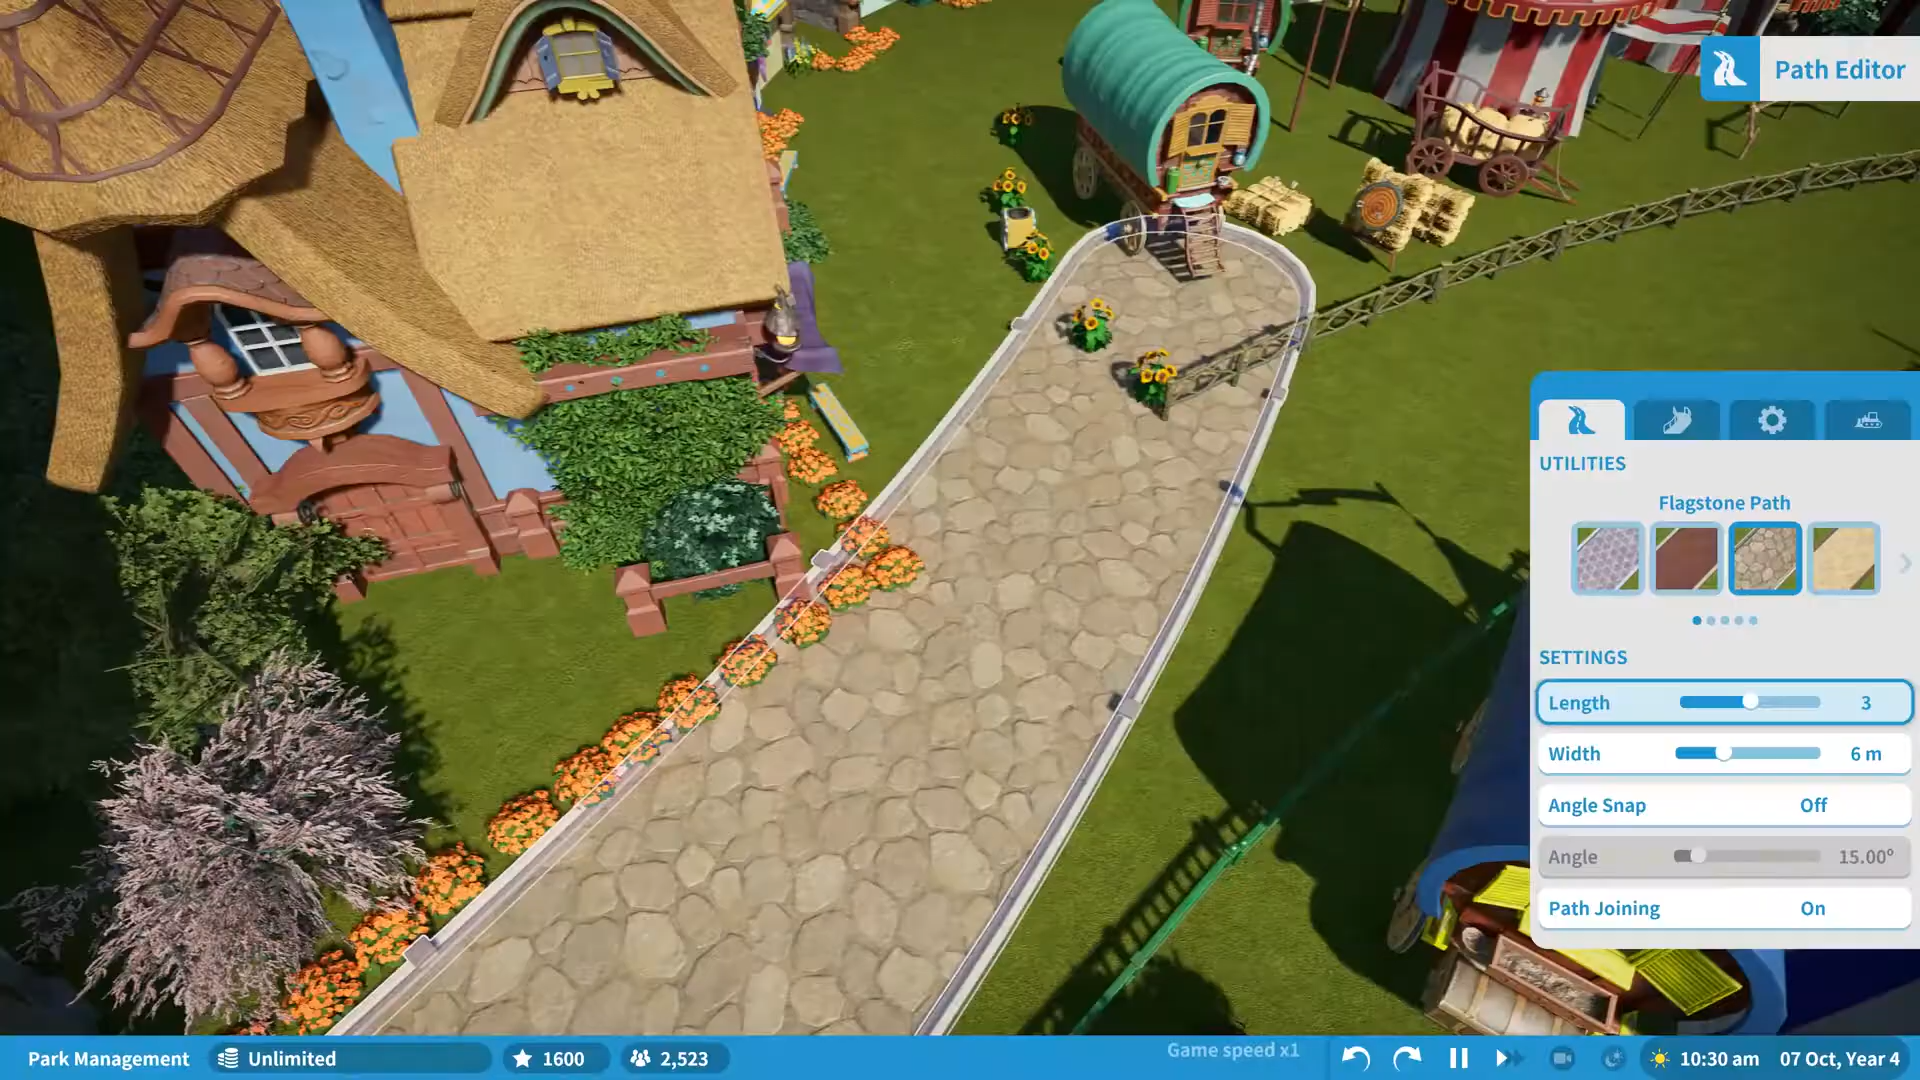 Path Editor
UTILITIES
Flagstone Path
SETTINGS
Length 3
Width 6 m
Angle Snap Off
Angle 15.00°
Path Joining On
Park Management Unlimited 1600 2,523 Game speed x1 10:30 am 07 Oct, Year 4